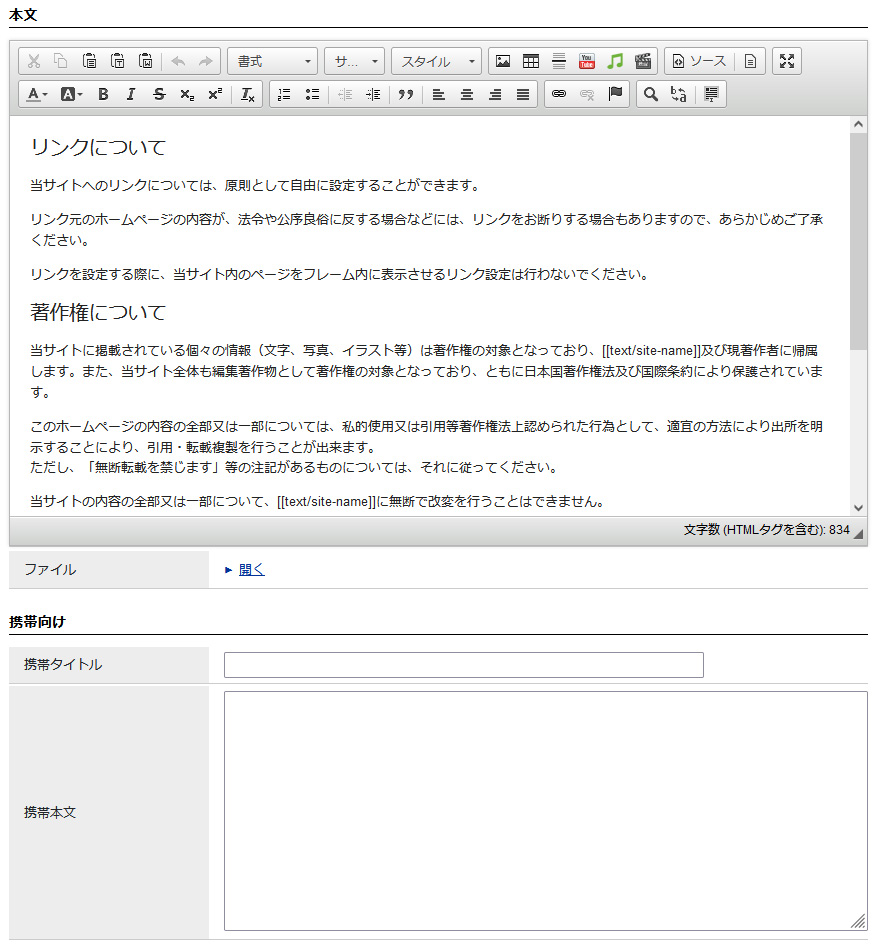 本文
書式 サ... スタイル ソース
リンクについて
当サイトへのリンクについては、原則として自由に設定することができます。
リンク元のホームページの内容が、法令や公序良俗に反する場合などには、リンクをお断りする場合もありますので、あらかじめご了承
ください。
リンクを設定する際に、当サイト内のページをフレーム内に表示させるリンク設定は行わないでください。
著作権について
当サイトに掲載されている個々の情報（文字、写真、イラスト等）は著作権の対象となっており、[[text/site-name]]及び現著作者に帰属
します。また、当サイト全体も編集著作物として著作権の対象となっており、ともに日本国著作権法及び国際条約により保護されていま
す。
このホームページの内容の全部又は一部については、私的使用又は引用等著作権法上認められた行為として、適宜の方法により出所を明
示することにより、引用・転載複製を行うことが出来ます。
ただし、「無断転載を禁じます」等の注記があるものについては、それに従ってください。
当サイトの内容の全部又は一部について、[[text/site-name]]に無断で改変を行うことはできません。
文字数 (HTMLタグを含む): 834
ファイル 開く
携帯向け
携帯タイトル
携帯本文